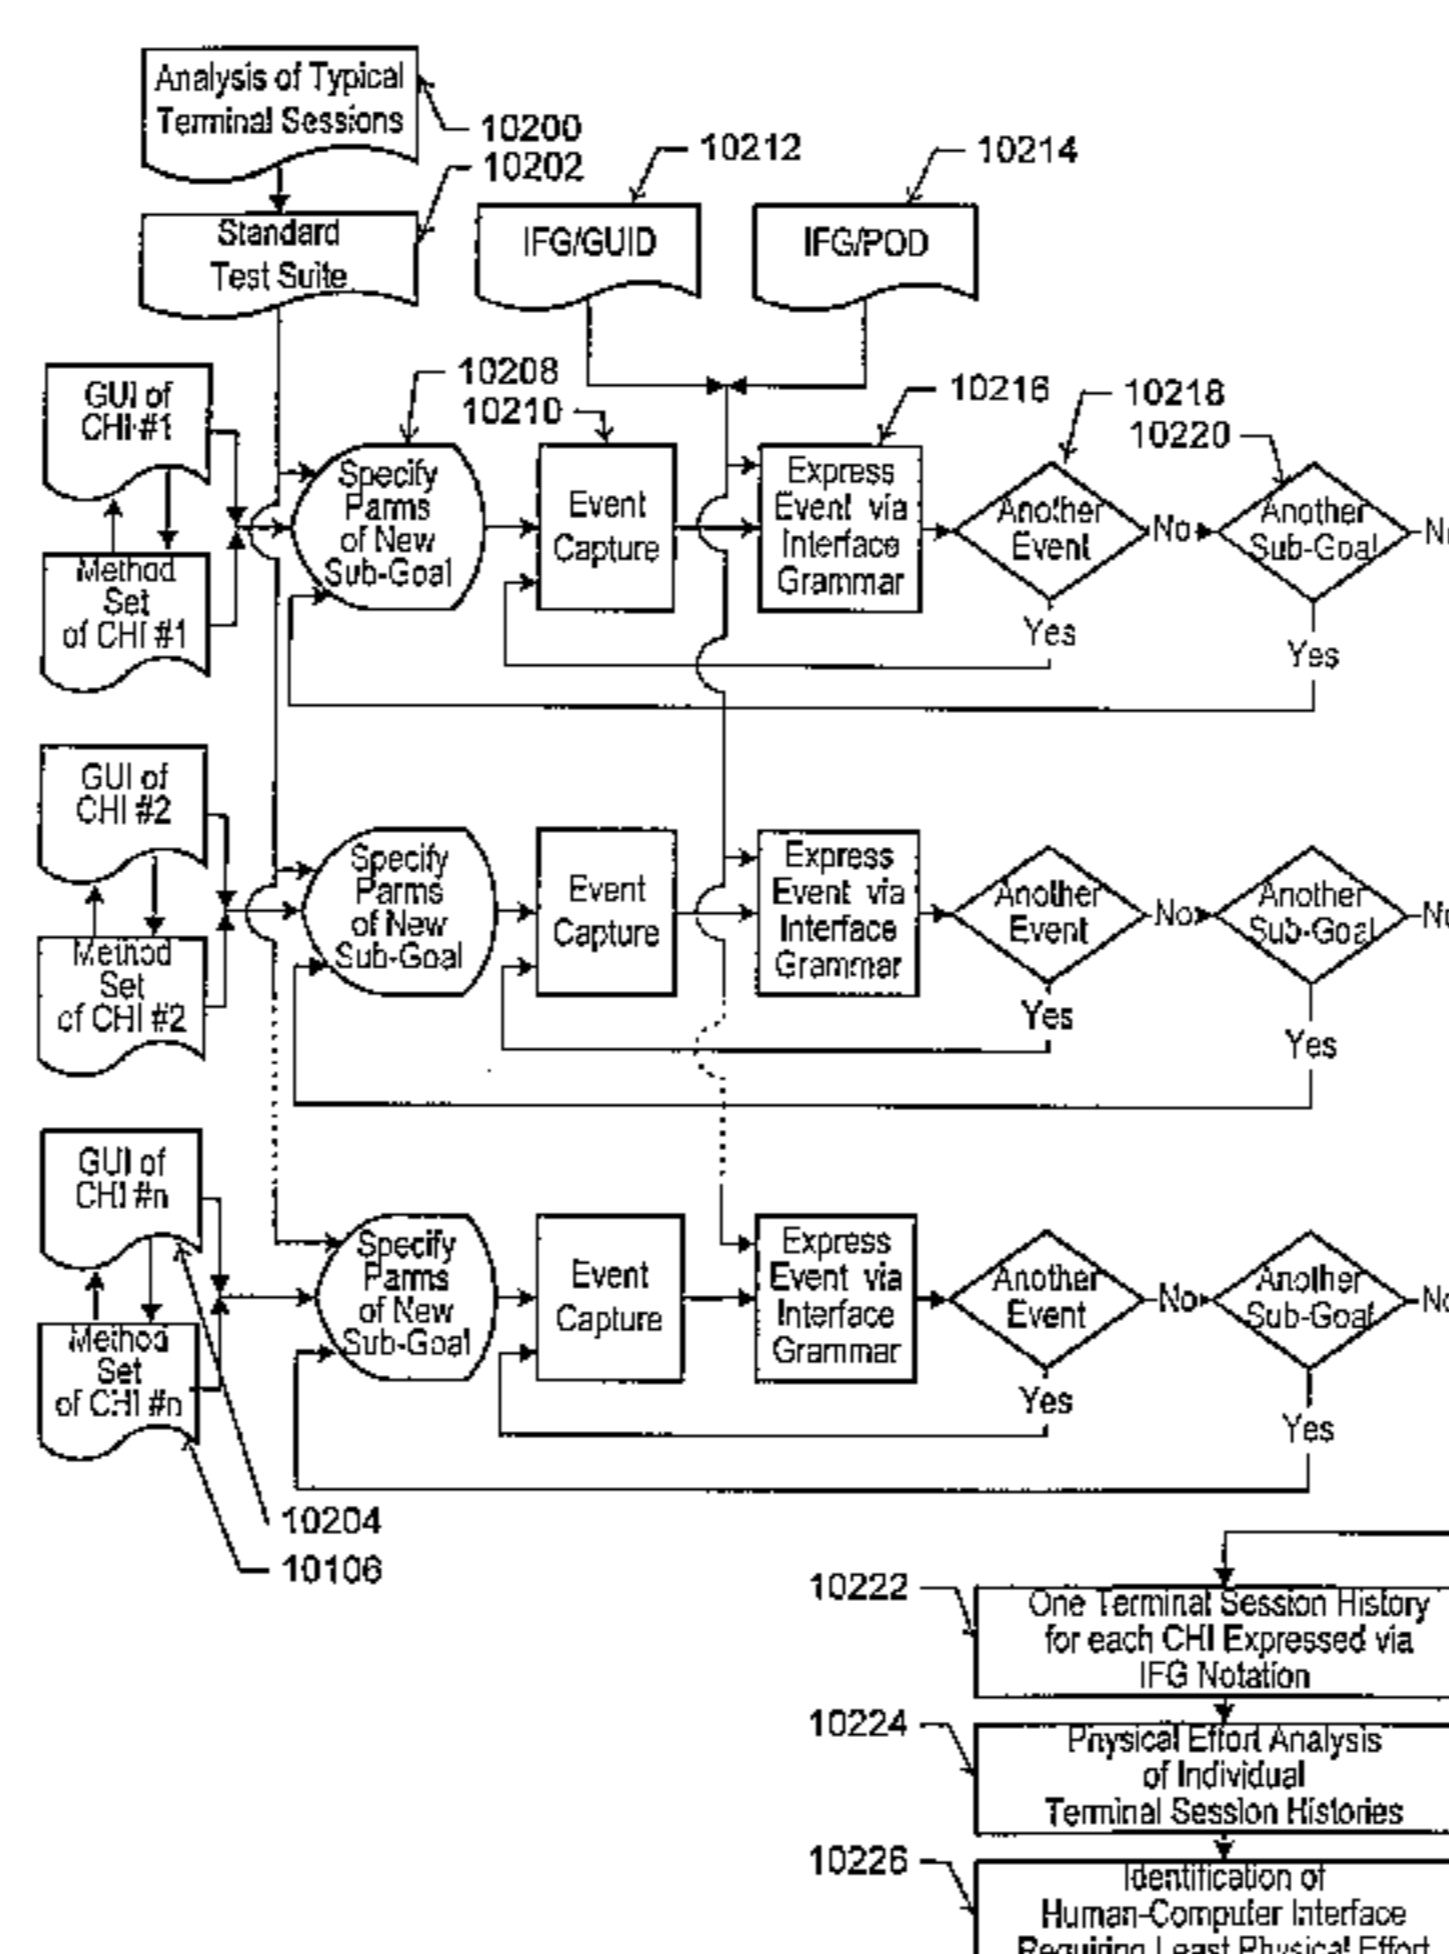 Analysis of Typical
Terminal Sessions
10200
10202
Standard
Test Suite
10212
IFG/GUID
10214
IFG/POD
GUI of
CHI #1
Method
Set
of CHI #1
10208
10210
Specify
Parms
of New
Sub-Goal
Event
Capture
10216
Express
Event via
Interface
Grammar
10218
10220
Another
Event
No
Another
Sub-Goal
Yes
Yes
GUI of
CHI #2
Method
Set
of CHI #2
Specify
Parms
of New
Sub-Goal
Event
Capture
Express
Event via
Interface
Grammar
Another
Event
No
Another
Sub-Goal
Yes
Yes
GUI of
CHI #n
Method
Set
of CHI #n
Specify
Parms
of New
Sub-Goal
Event
Capture
Express
Event via
Interface
Grammar
Another
Event
No
Another
Sub-Goal
Yes
Yes
10204
10106
10222
One Terminal Session History
for each CHI Expressed via
IFG Notation
10224
Physical Effort Analysis
of Individual
Terminal Session Histories
10226
Identification of
Human-Computer Interface
Requiring Least Physical Effort